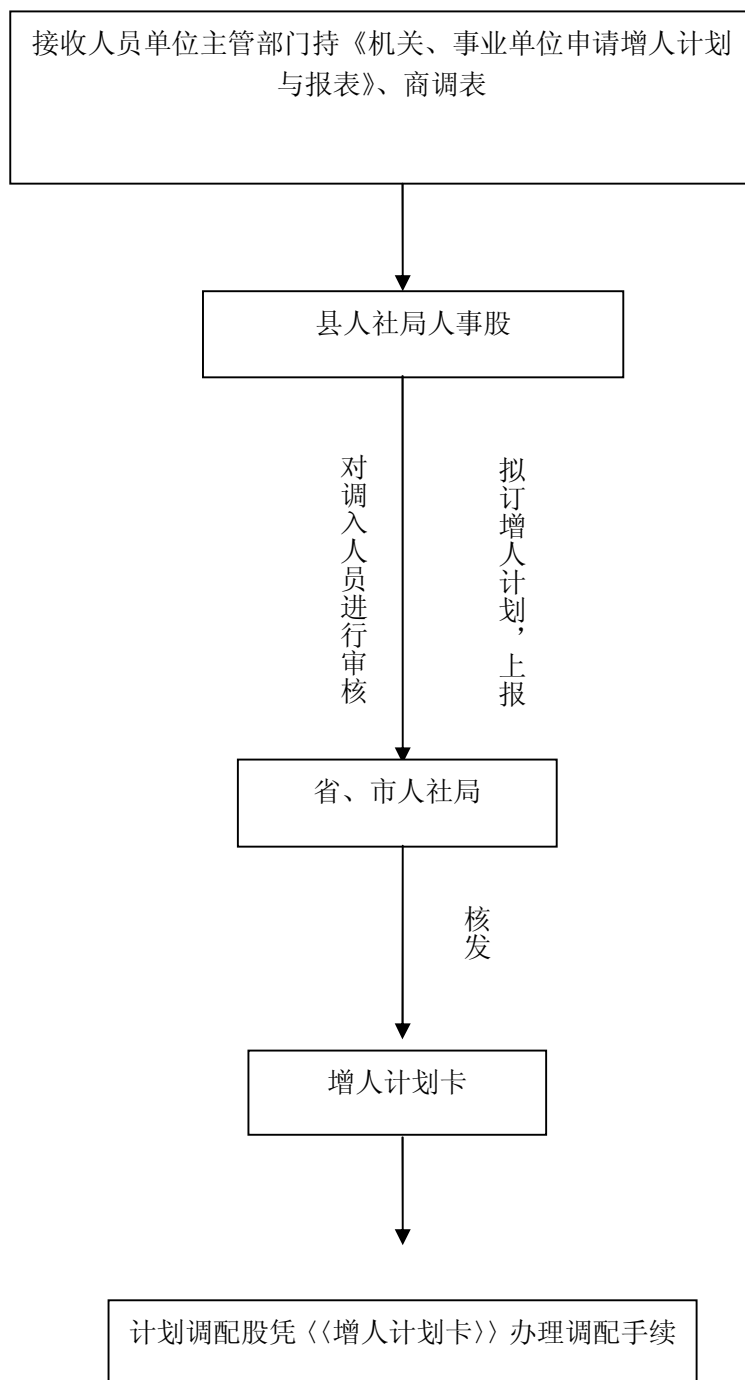 接收人员单位主管部门持《机关、事业单位申请增人计划
与报表》、商调表
县人社局人事股
对调入人员进行审核
拟订增人计划，上报
省、市人社局
核发
增人计划卡
计划调配股凭〈〈增人计划卡〉〉办理调配手续